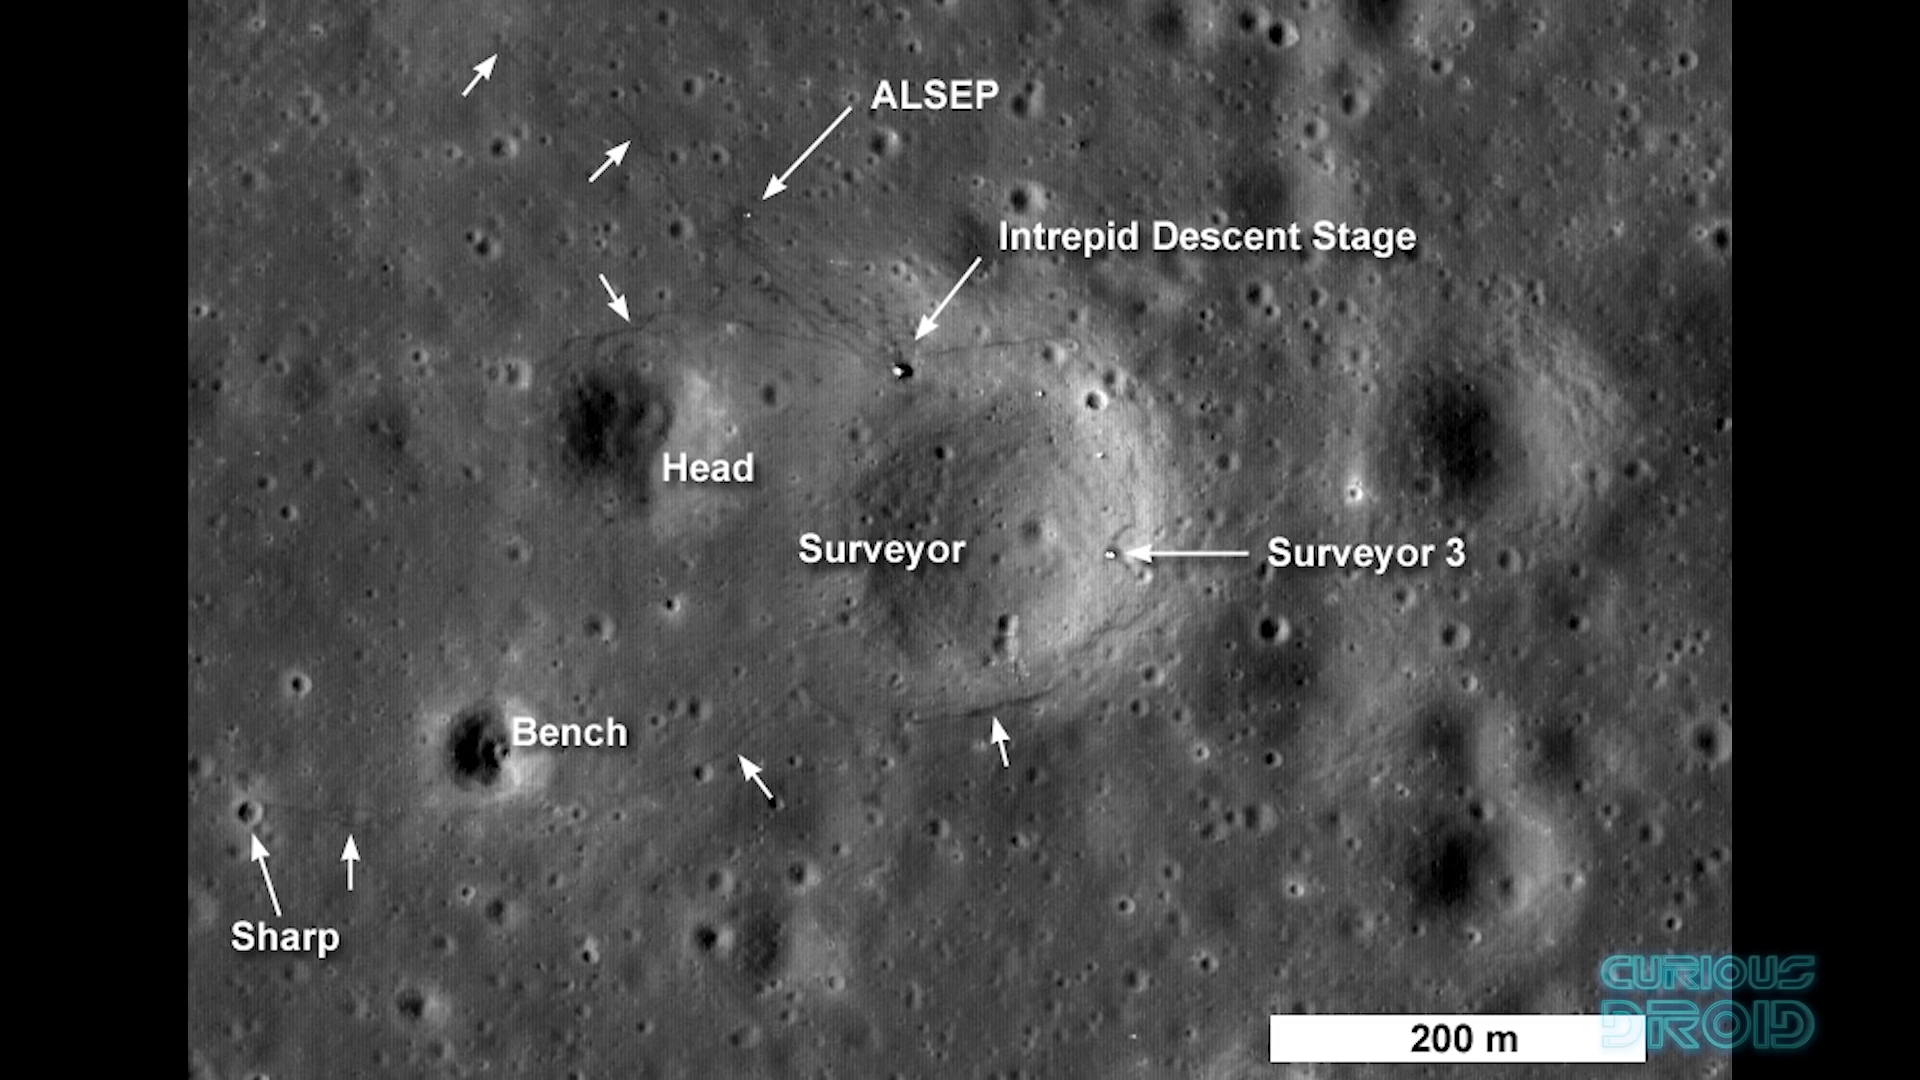 ALSEP
Intrepid Descent Stage
Head
Surveyor
Surveyor 3
Bench
Sharp
CURIOUS
DROID
200 m